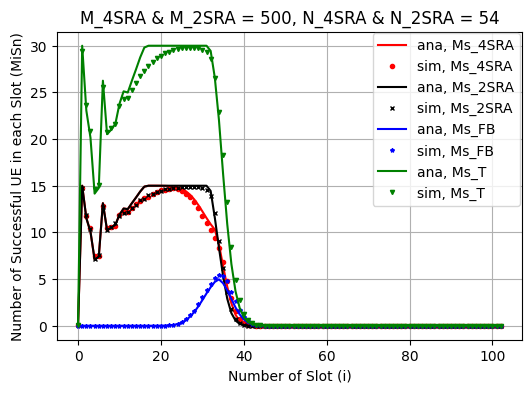 M_4SRA & M_2SRA = 500, N_4SRA & N_2SRA = 54
Number of Successful UE in each Slot (MiSn)
30
25
20
15
10
5
0
ana, Ms_4SRA
sim, Ms_4SRA
ana, Ms_2SRA
sim, Ms_2SRA
ana, Ms_FB
sim, Ms_FB
ana, Ms_T
sim, Ms_T
0 20 40 60 80 100
Number of Slot (i)